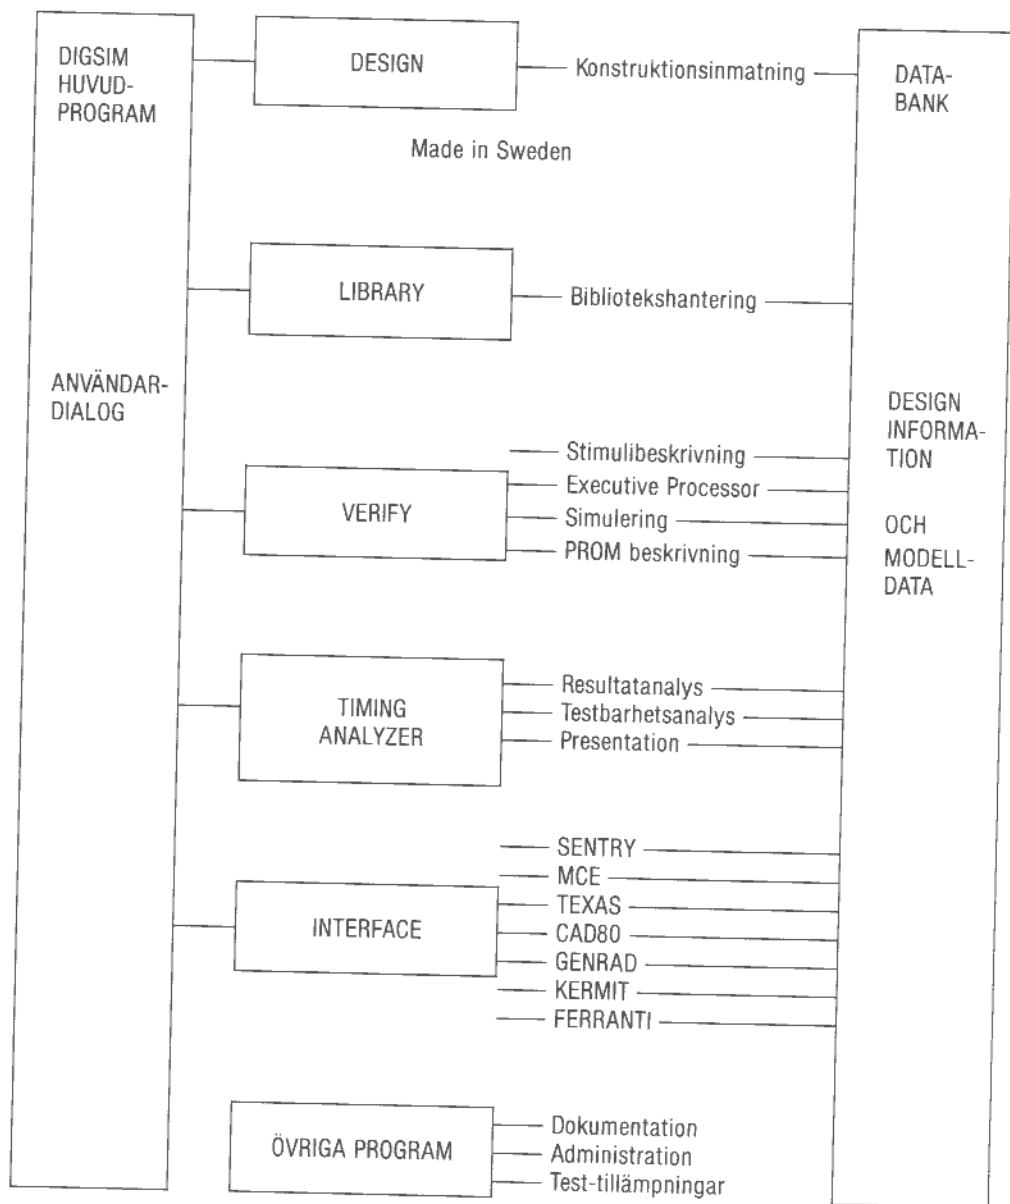 DIGSIM
HUVUD-
PROGRAM
ANVÄNDAR-
DIALOG
DESIGN
Konstruktionsinmatning
Made in Sweden
LIBRARY
Bibliotekshantering
VERIFY
Stimulibeskrivning
Executive Processor
Simulering
PROM beskrivning
TIMING
ANALYZER
Resultatanalys
Testbarhetsanalys
Presentation
INTERFACE
SENTRY
MCE
TEXAS
CAD80
GENRAD
KERMIT
FERRANTI
ÖVRIGA PROGRAM
Dokumentation
Administration
Test-tillämpningar
DATA-
BANK
DESIGN
INFORMA-
TION
OCH
MODELL-
DATA